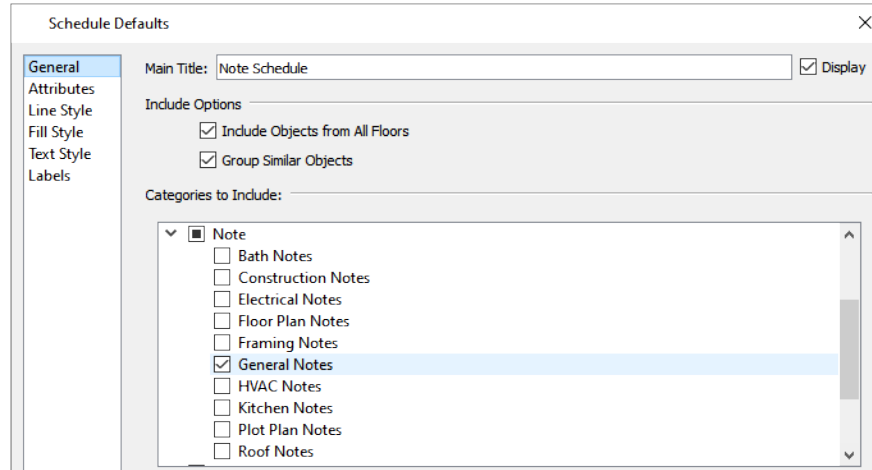 Schedule Defaults
General
Attributes
Line Style
Fill Style
Text Style
Labels
Main Title: Note Schedule Display
Include Options
Include Objects from All Floors
Group Similar Objects
Categories to Include:
Note
Bath Notes
Construction Notes
Electrical Notes
Floor Plan Notes
Framing Notes
General Notes
HVAC Notes
Kitchen Notes
Plot Plan Notes
Roof Notes